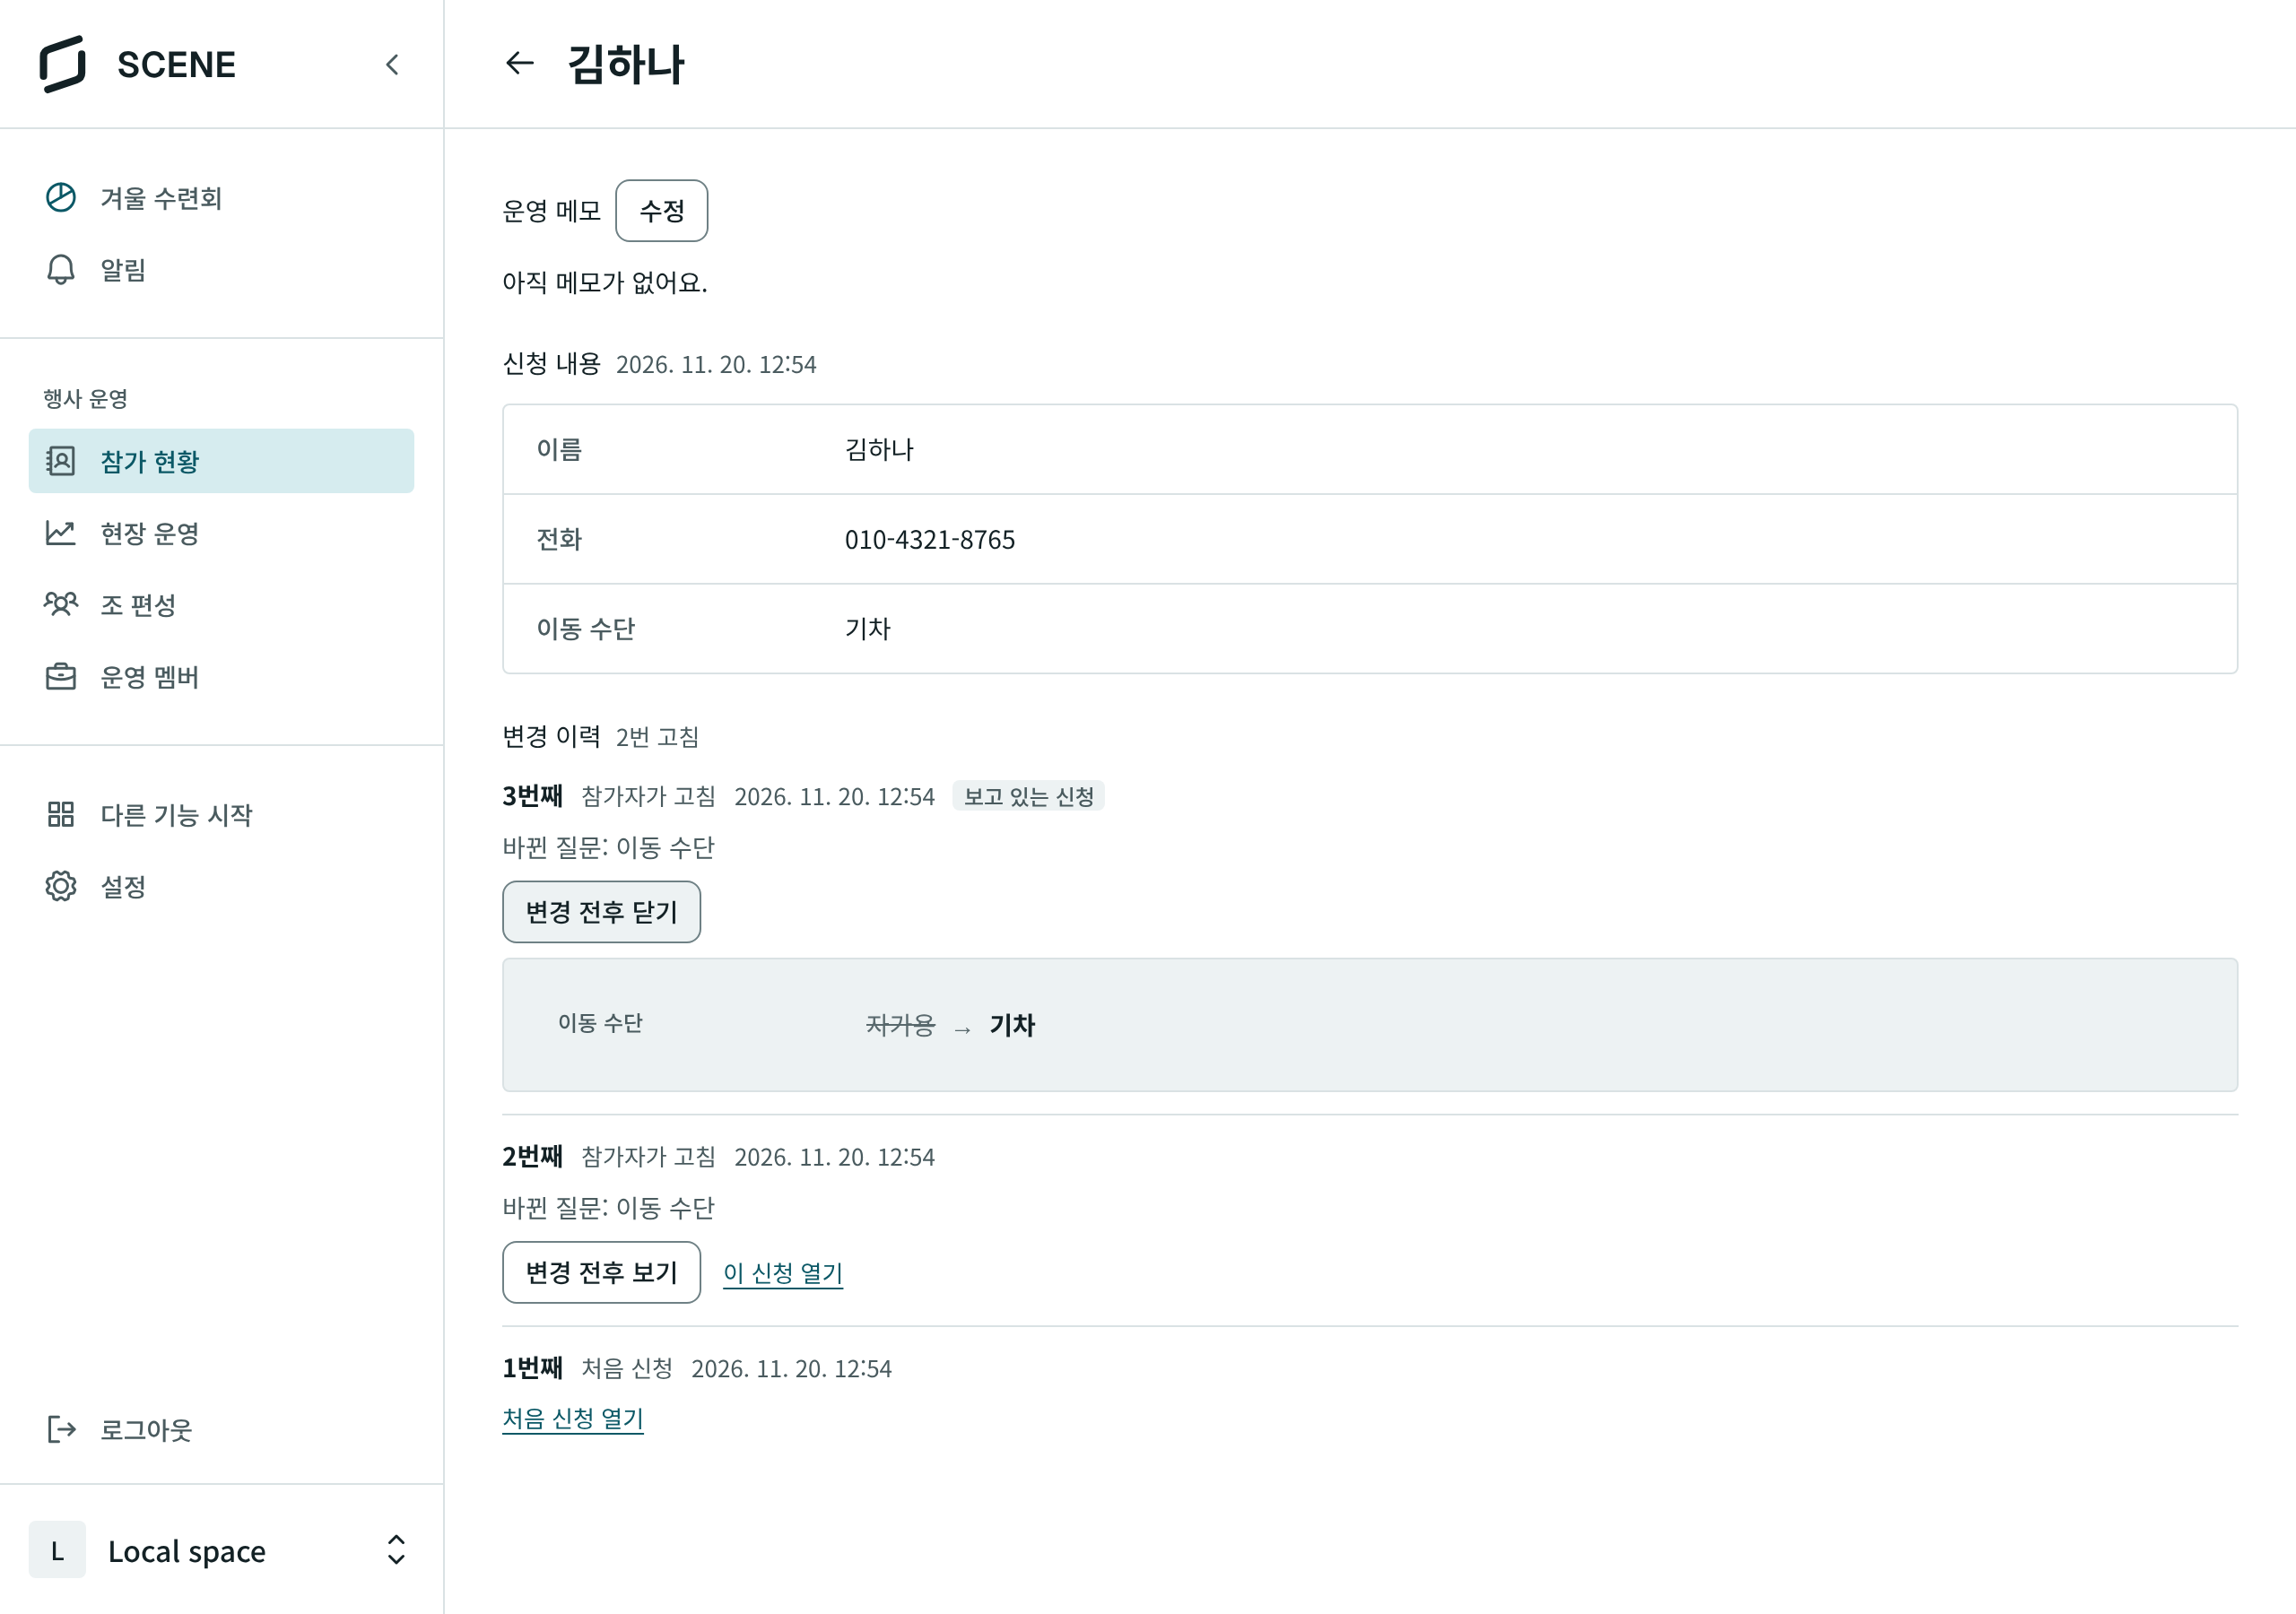 SCENE
겨울 수련회
알림
행사 운영
참가 현황
현장 운영
조 편성
운영 멤버
다른 기능 시작
설정
로그아웃
L Local space
김하나
운영 메모 수정
아직 메모가 없어요.
신청 내용 2026. 11. 20. 12:54
이름 김하나
전화 010-4321-8765
이동 수단 기차
변경 이력 2번 고침
3번째 참가자가 고침 2026. 11. 20. 12:54 보고 있는 신청
바뀐 질문: 이동 수단
변경 전후 닫기
이동 수단 자가용 → 기차
2번째 참가자가 고침 2026. 11. 20. 12:54
바뀐 질문: 이동 수단
변경 전후 보기 이 신청 열기
1번째 처음 신청 2026. 11. 20. 12:54
처음 신청 열기